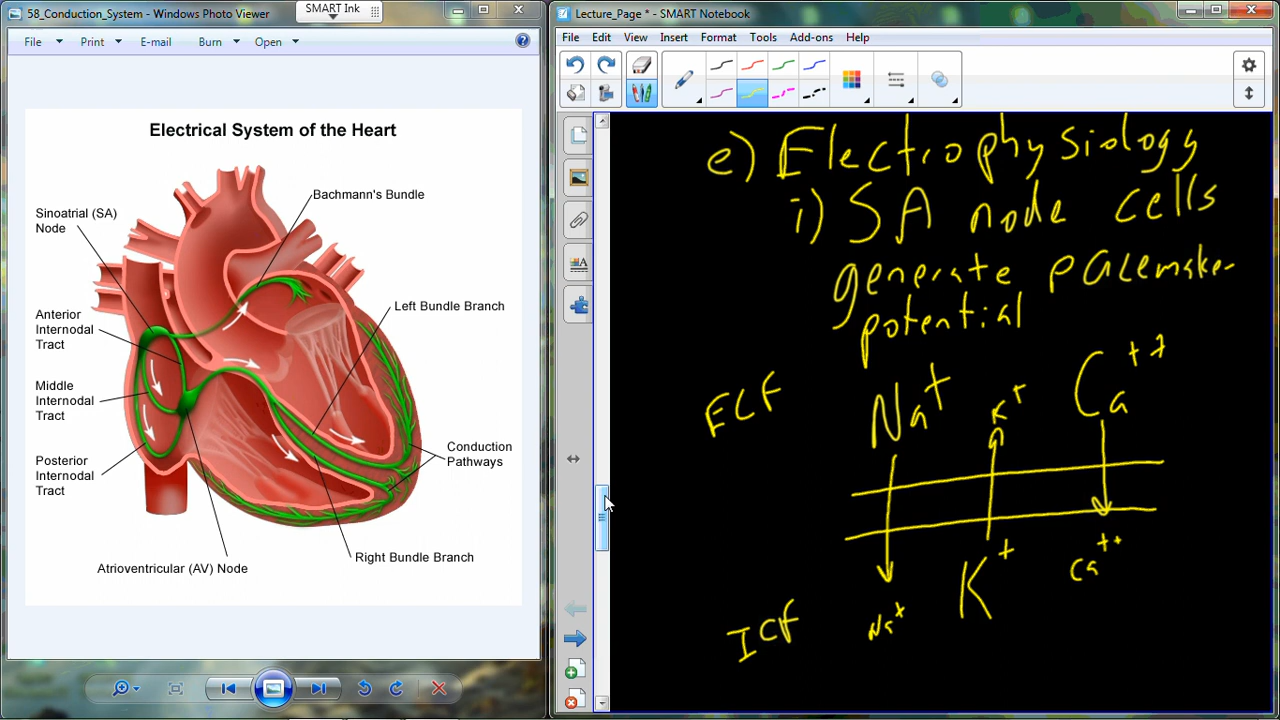 58_Conduction_System - Windows Photo Viewer
SMART Ink
File Print E-mail Burn Open
Electrical System of the Heart
Bachmann's Bundle
Sinoatrial (SA)
Node
Left Bundle Branch
Anterior
Internodal
Tract
Middle
Internodal
Tract
Conduction
Pathways
Posterior
Internodal
Tract
Right Bundle Branch
Atrioventricular (AV) Node
Lecture_Page * - SMART Notebook
File Edit View Insert Format Tools Add-ons Help
e) Electrophysiology
i) SA node cells
generate pacemaker
potential
ECF Na+ K+ Ca++
ICF Na+ K+ Ca++